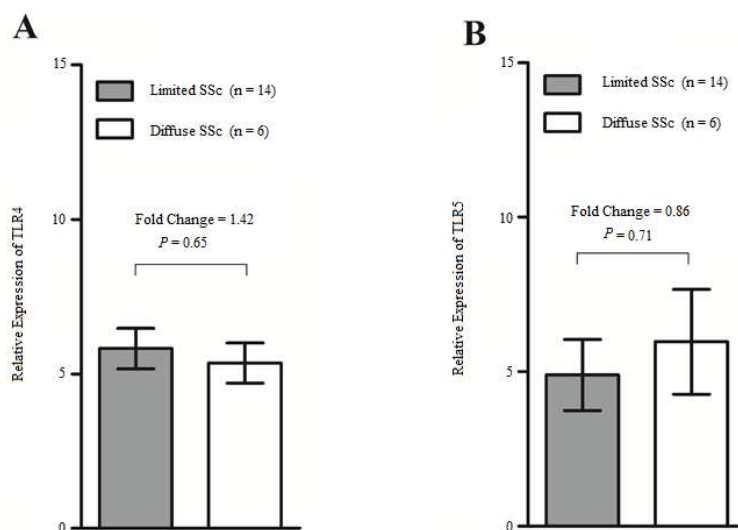 A
15
Limited SSc (n = 14)
Diffuse SSc (n = 6)
10
Fold Change = 1.42
P = 0.65
Relative Expression of TLR4
5
0
B
15
Limited SSc (n = 14)
Diffuse SSc (n = 6)
10
Fold Change = 0.86
P = 0.71
Relative Expression of TLR5
5
0